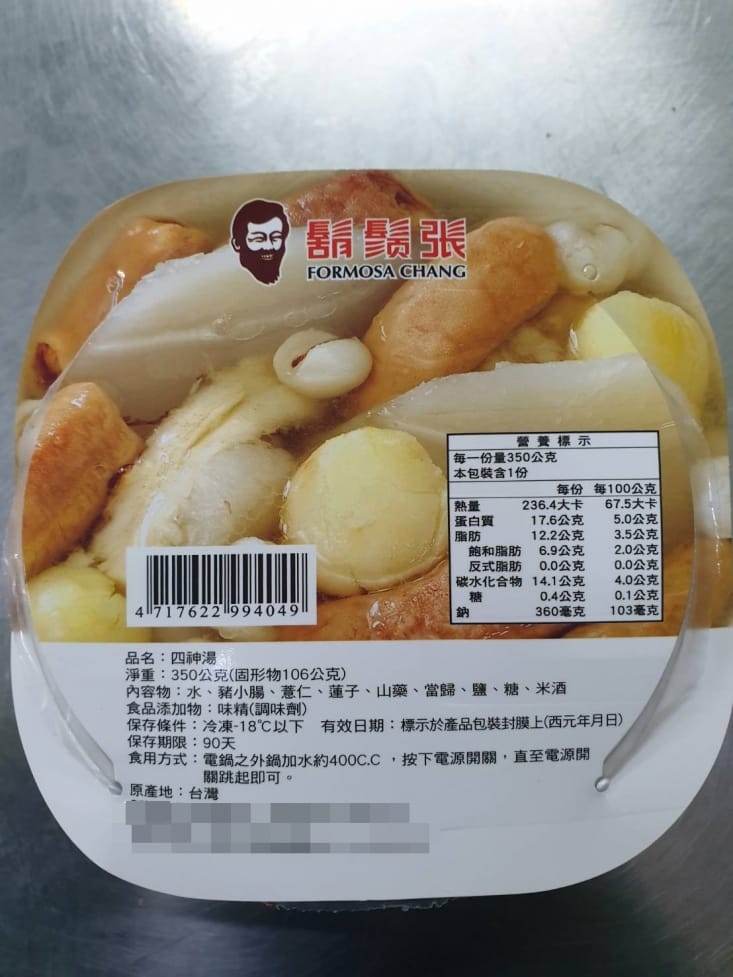 鬍鬚張
FORMOSA CHANG
營養標示
每一份量350公克
本包裝含1份
每份 每100公克
熱量 236.4大卡 67.5大卡
蛋白質 17.6公克 5.0公克
脂肪 12.2公克 3.5公克
飽和脂肪 6.9公克 2.0公克
反式脂肪 0.0公克 0.0公克
碳水化合物 14.1公克 4.0公克
糖 0.4公克 0.1公克
鈉 360毫克 103毫克
4 717622 994049
品名：四神湯
淨重：350公克(固形物106公克)
內容物：水、豬小腸、薏仁、蓮子、山藥、當歸、鹽、糖、米酒
食品添加物：味精(調味劑)
保存條件：冷凍-18℃以下 有效日期：標示於產品包裝封膜上(西元年月日)
保存期限：90天
食用方式：電鍋之外鍋加水約400C.C ，按下電源開關，直至電源開
關跳起即可。
原產地：台灣